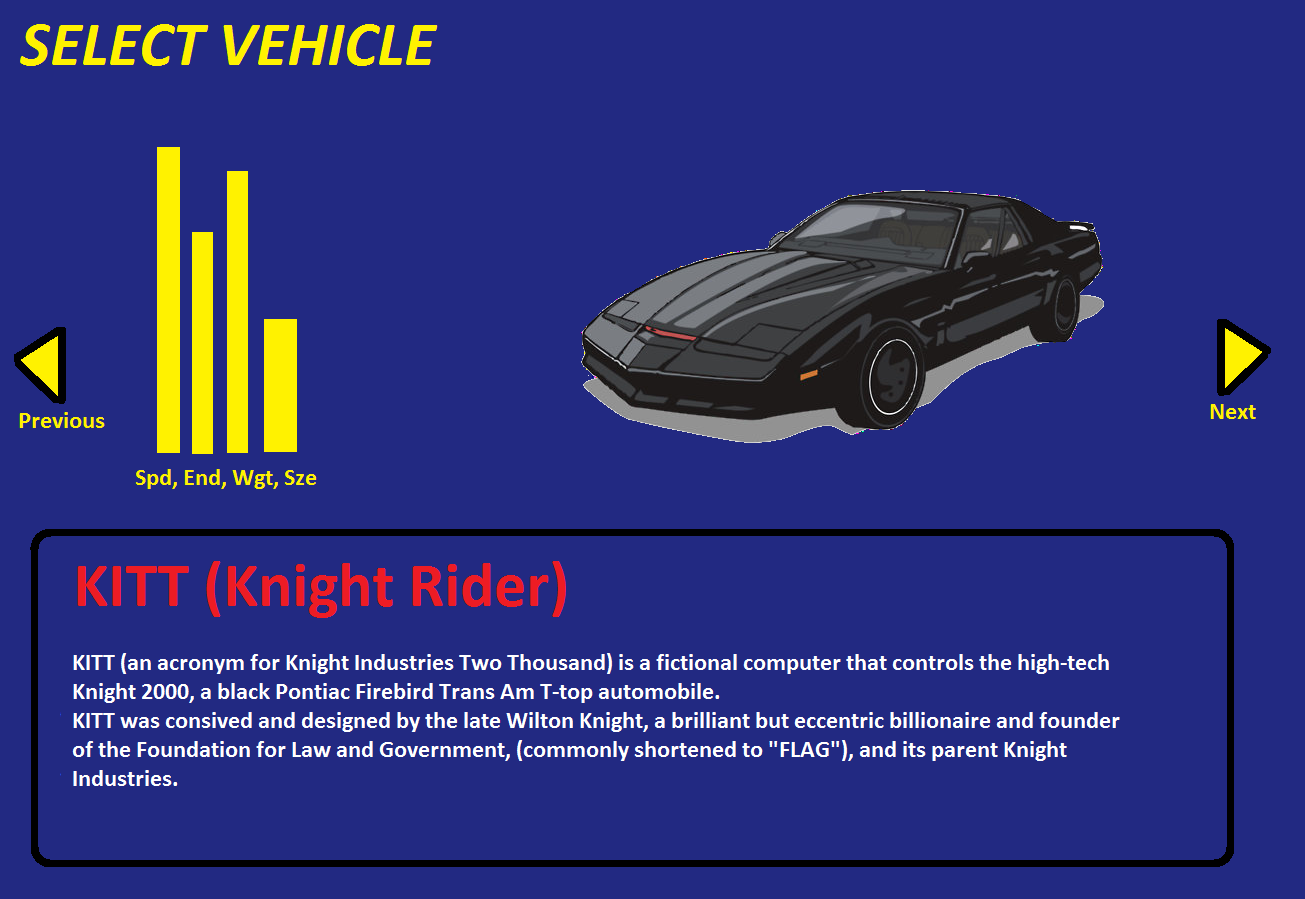 SELECT VEHICLE
Previous
Next
Spd, End, Wgt, Sze
KITT (Knight Rider)
KITT (an acronym for Knight Industries Two Thousand) is a fictional computer that controls the high-tech
Knight 2000, a black Pontiac Firebird Trans Am T-top automobile.
KITT was consived and designed by the late Wilton Knight, a brilliant but eccentric billionaire and founder
of the Foundation for Law and Government, (commonly shortened to "FLAG"), and its parent Knight
Industries.